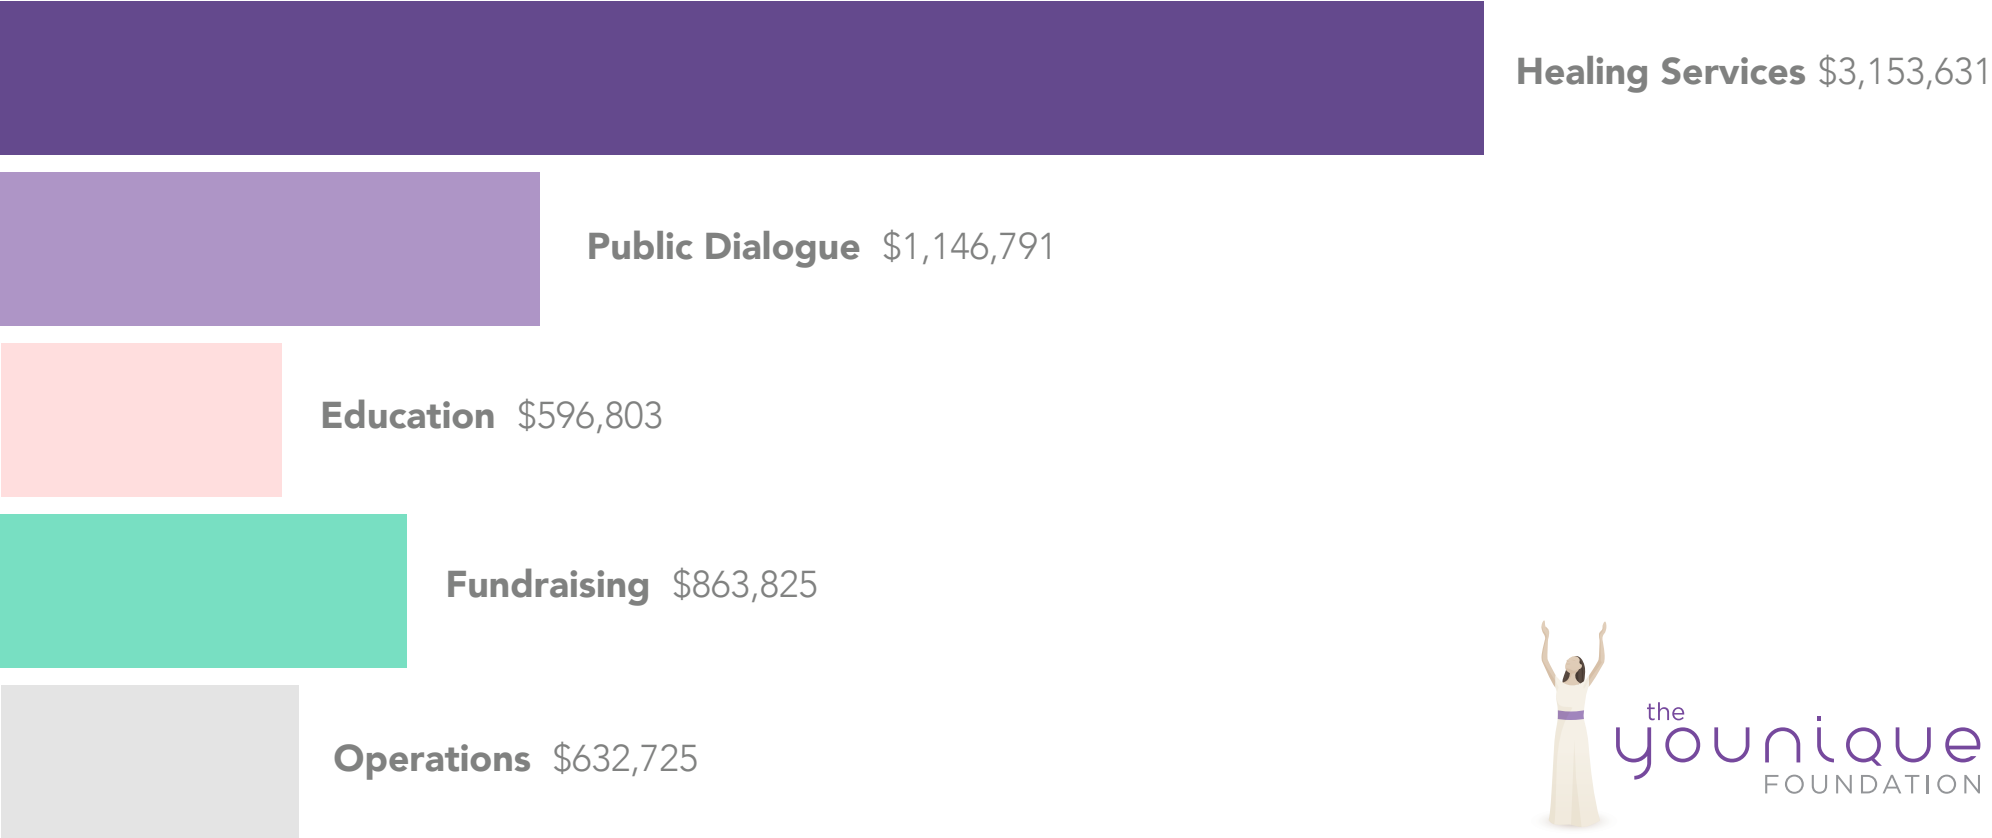 Healing Services $3,153,631
Public Dialogue $1,146,791
Education $596,803
Fundraising $863,825
Operations $632,725
the
younique
FOUNDATION